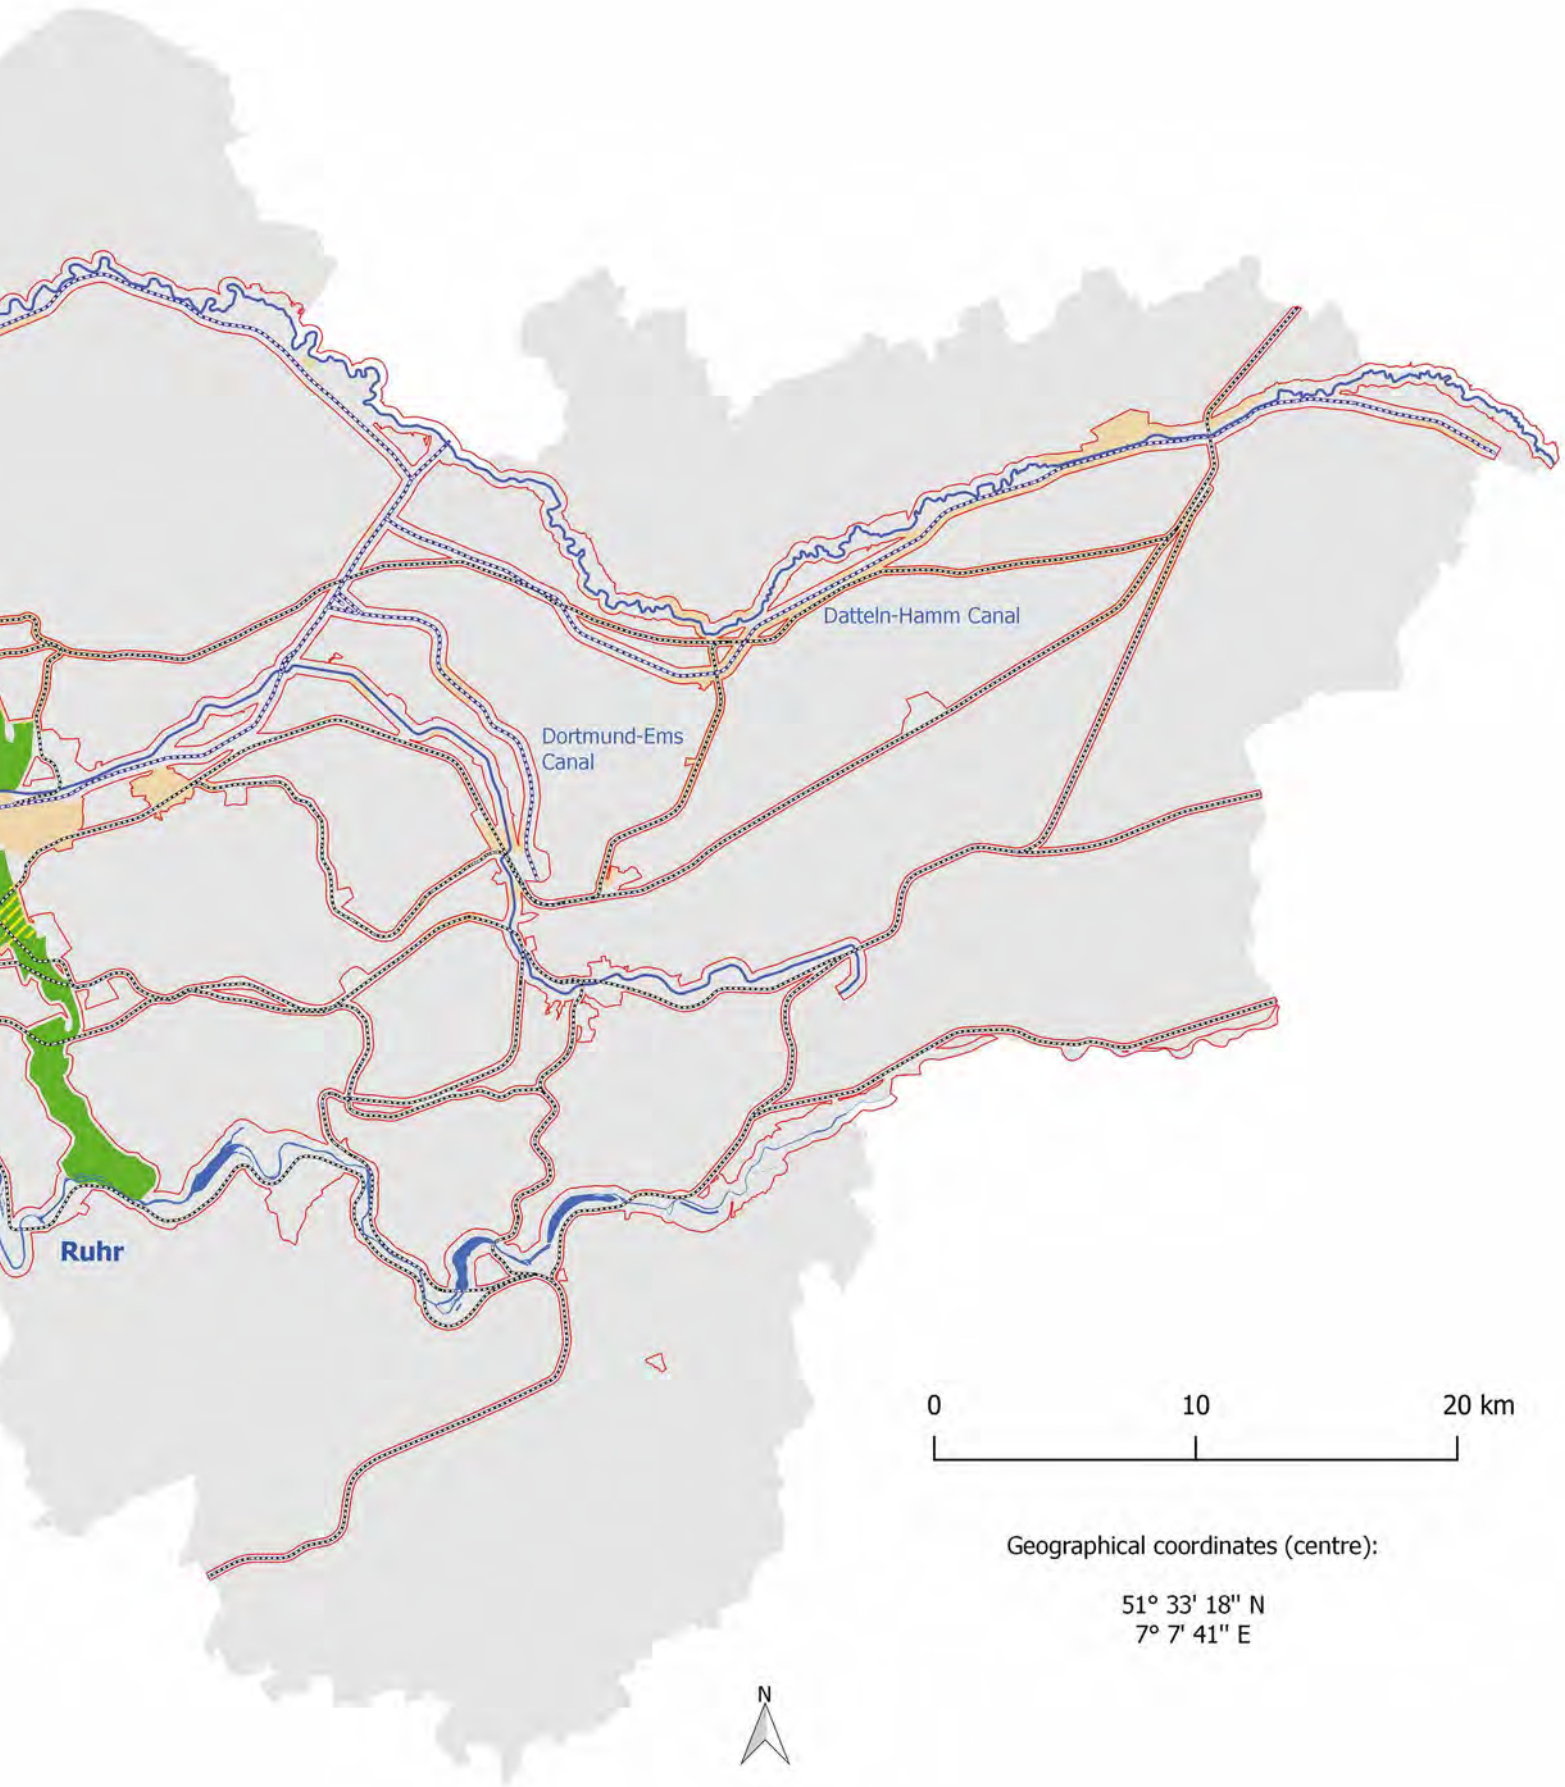 Datteln-Hamm Canal
Dortmund-Ems
Canal
Ruhr
0 10 20 km
Geographical coordinates (centre):
51° 33' 18" N
7° 7' 41" E
N